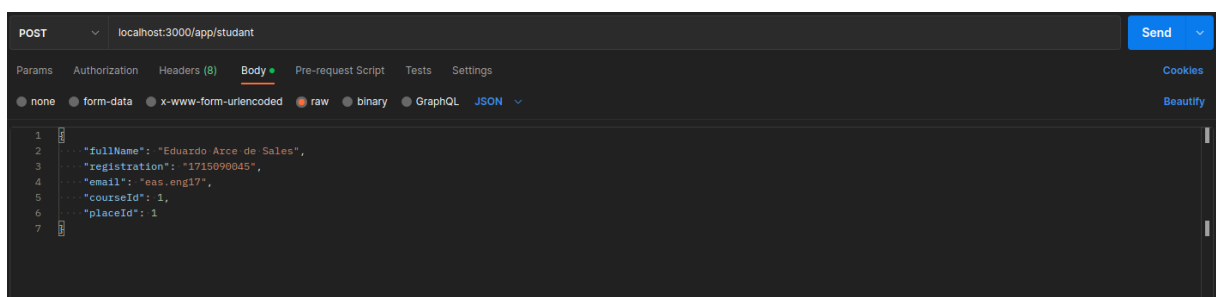 POST localhost:3000/app/studant Send
Params Authorization Headers (8) Body Pre-request Script Tests Settings Cookies
none form-data x-www-form-urlencoded raw binary GraphQL JSON Beautify
1 {
2 "fullName": "Eduardo Arce de Sales",
3 "registration": "1715090045",
4 "email": "eas.eng17",
5 "courseId": 1,
6 "placeId": 1
7 }